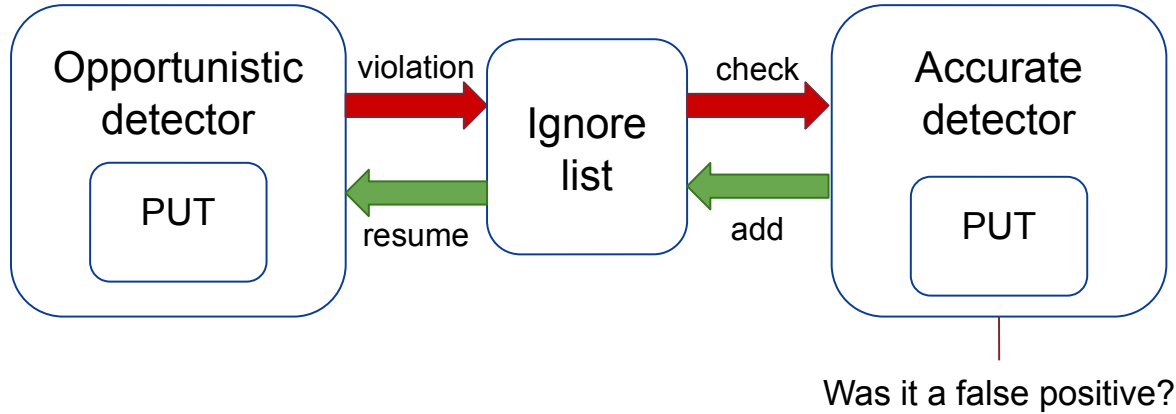 Opportunistic
detector
PUT
violation
resume
Ignore
list
check
add
Accurate
detector
PUT
Was it a false positive?